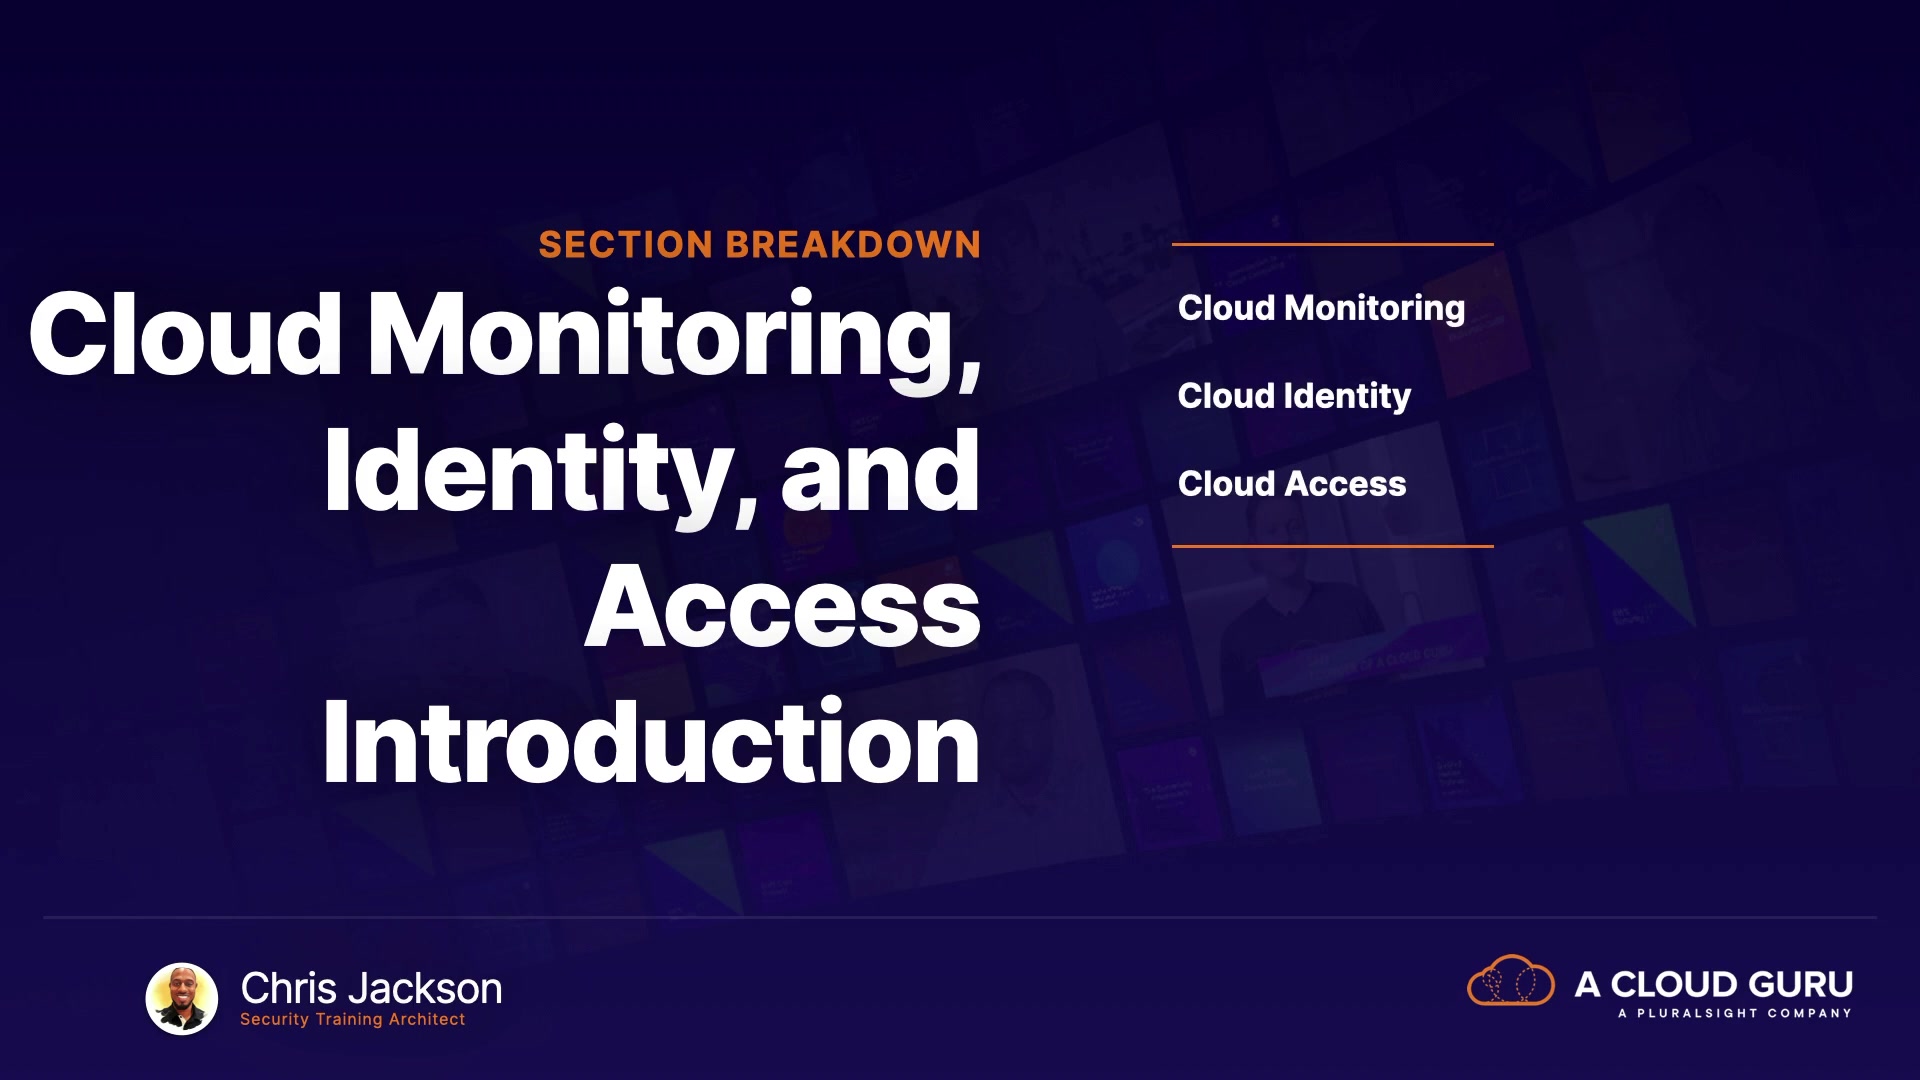 SECTION BREAKDOWN
Cloud Monitoring,
Identity, and
Access
Introduction
Cloud Monitoring
Cloud Identity
Cloud Access
Chris Jackson
Security Training Architect
A CLOUD GURU
A PLURALSIGHT COMPANY